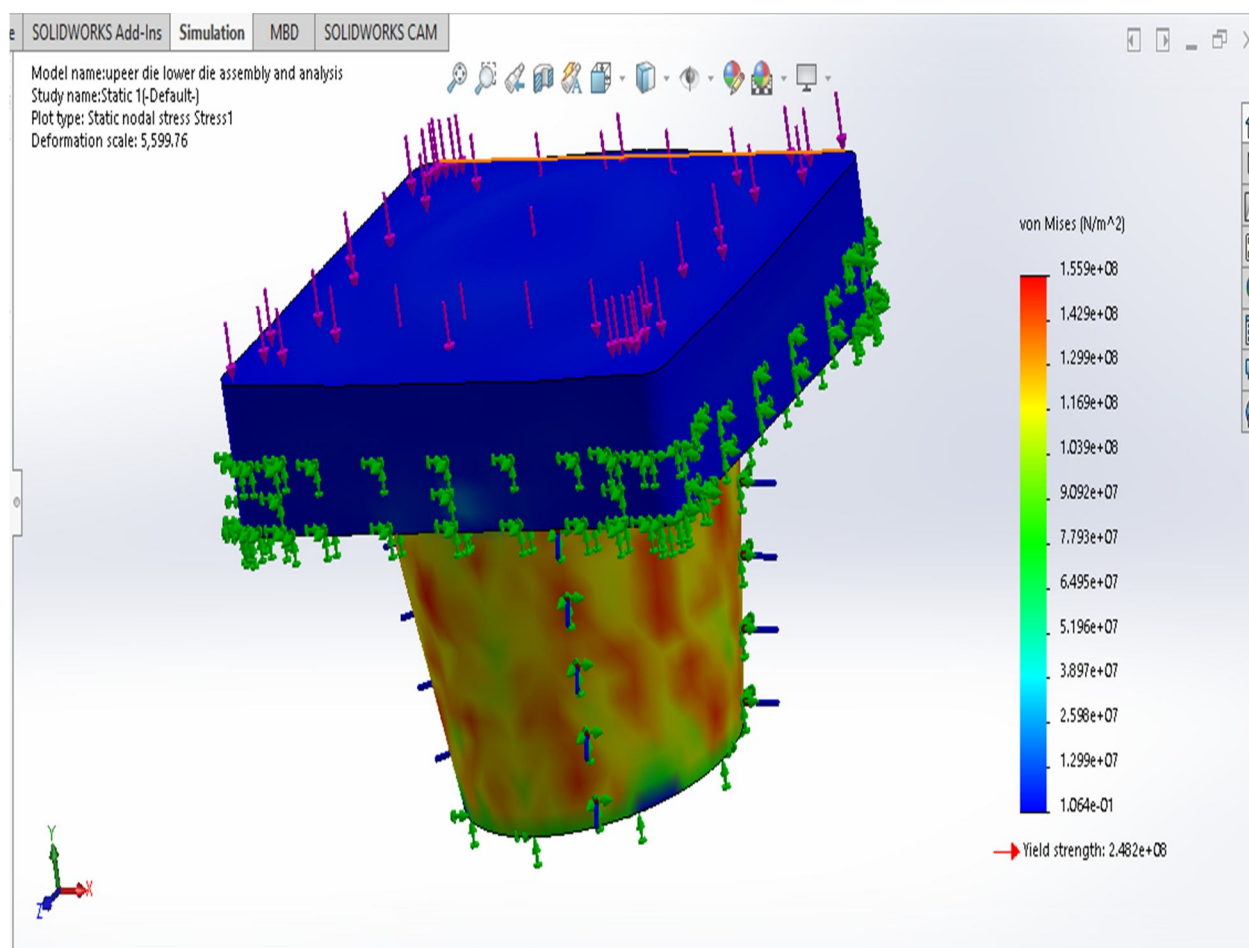 e SOLIDWORKS Add-Ins Simulation MBD SOLIDWORKS CAM
Model name:upeer die lower die assembly and analysis
Study name:Static 1(-Default-)
Plot type: Static nodal stress Stress1
Deformation scale: 5,599.76
von Mises (N/m^2)
1.559e+08
1.429e+08
1.299e+08
1.169e+08
1.039e+08
9.092e+07
7.793e+07
6.495e+07
5.196e+07
3.897e+07
2.598e+07
1.299e+07
1.064e-01
Yield strength: 2.482e+08
Y
X
Z